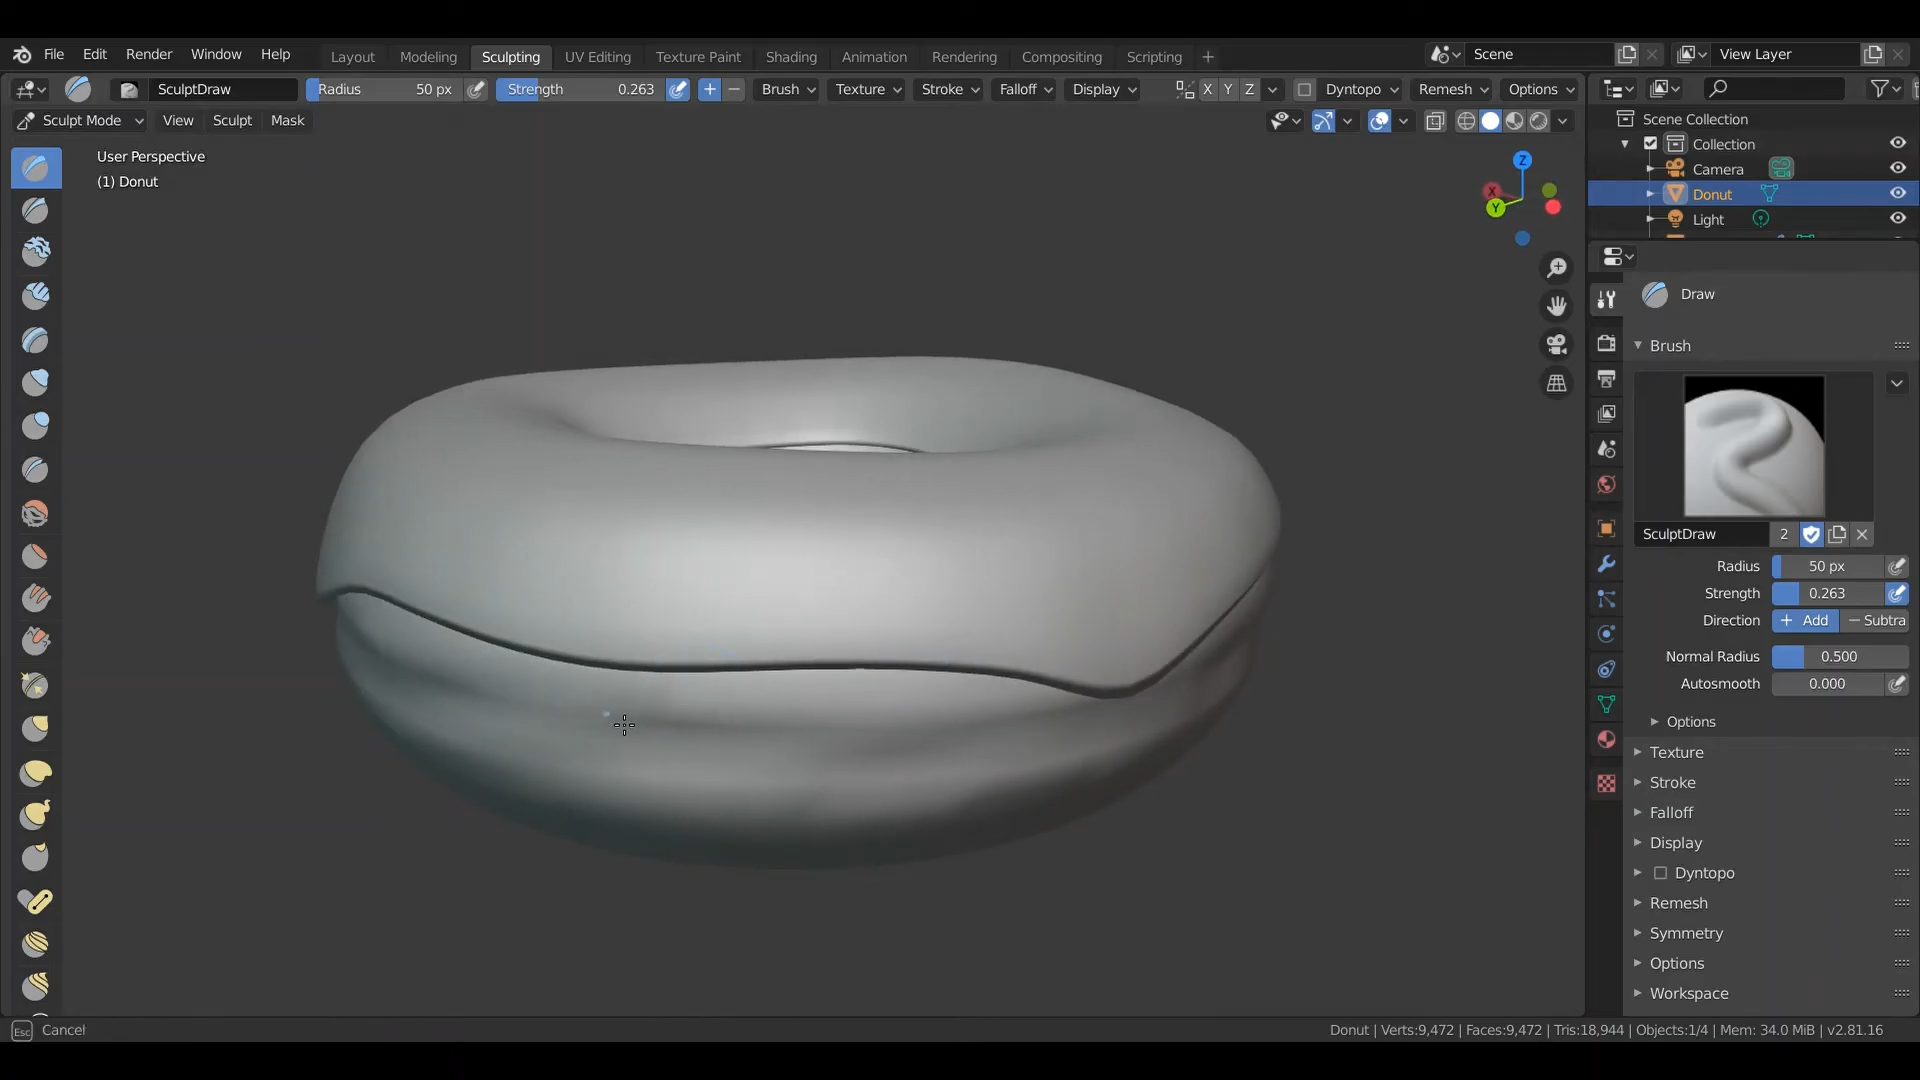 File Edit Render Window Help Layout Modeling Sculpting UV Editing Texture Paint Shading Animation Rendering Compositing Scripting + Scene View Layer
SculptDraw Radius 50 px Strength 0.263 Brush Texture Stroke Falloff Display X Y Z Dyntopo Remesh Options
Sculpt Mode View Sculpt Mask
User Perspective
(1) Donut
Z
X
Y
Scene Collection
Collection
Camera
Donut
Light
Draw
Brush
SculptDraw 2
Radius 50 px
Strength 0.263
Direction + Add − Subtra
Normal Radius 0.500
Autosmooth 0.000
Options
Texture
Stroke
Falloff
Display
Dyntopo
Remesh
Symmetry
Options
Workspace
Esc Cancel
Donut | Verts:9,472 | Faces:9,472 | Tris:18,944 | Objects:1/4 | Mem: 34.0 MiB | v2.81.16